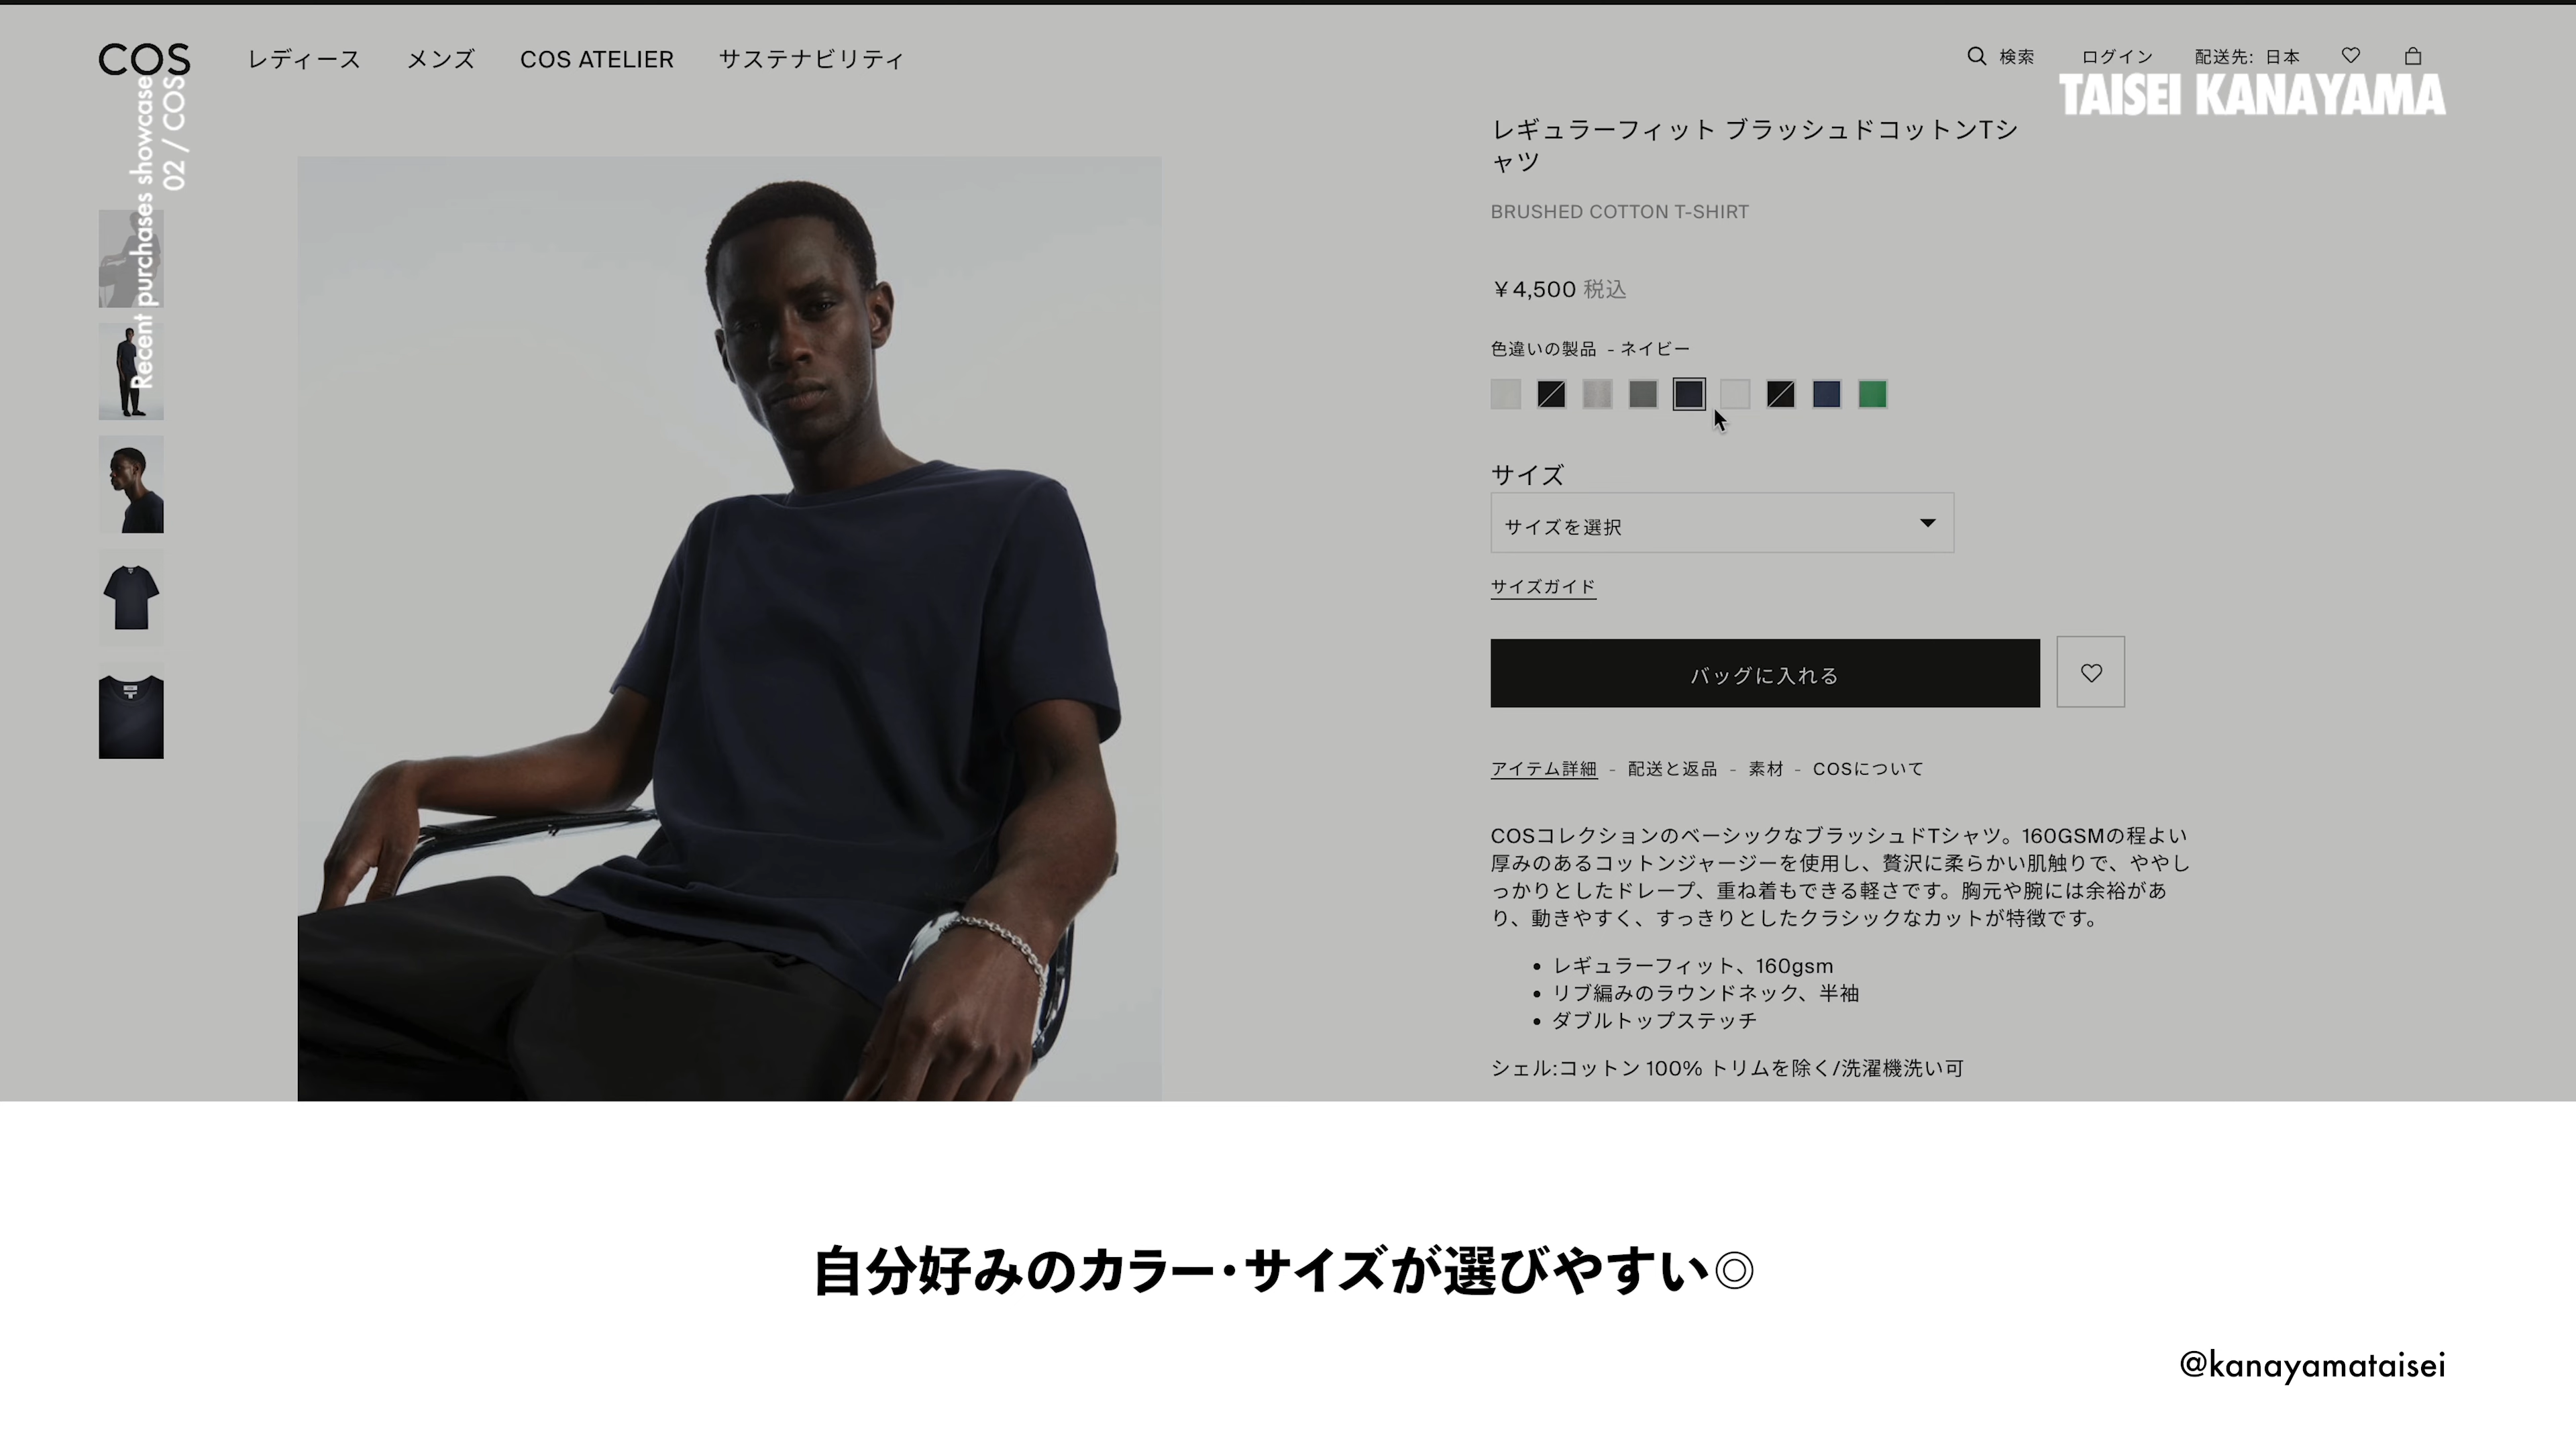 COS
レディース
メンズ
COS ATELIER
サステナビリティ
検索
ログイン
配送先: 日本
TAISEI KANAYAMA
Recent purchases showcase
02 / COS
レギュラーフィット ブラッシュドコットンTシ
ャツ
BRUSHED COTTON T-SHIRT
￥4,500 税込
色違いの製品 - ネイビー
サイズ
サイズを選択
サイズガイド
バッグに入れる
アイテム詳細 - 配送と返品 - 素材 - COSについて
COSコレクションのベーシックなブラッシュドTシャツ。160GSMの程よい
厚みのあるコットンジャージーを使用し、贅沢に柔らかい肌触りで、ややし
っかりとしたドレープ、重ね着もできる軽さです。胸元や腕には余裕があ
り、動きやすく、すっきりとしたクラシックなカットが特徴です。
• レギュラーフィット、160gsm
• リブ編みのラウンドネック、半袖
• ダブルトップステッチ
シェル:コットン 100% トリムを除く/洗濯機洗い可
自分好みのカラー・サイズが選びやすい◎
@kanayamataisei